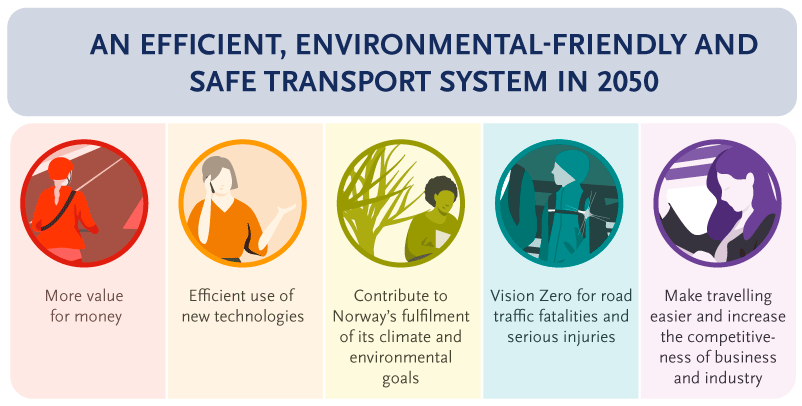 AN EFFICIENT, ENVIRONMENTAL-FRIENDLY AND
SAFE TRANSPORT SYSTEM IN 2050
More value
for money
Efficient use of
new technologies
Contribute to
Norway's fulfilment
of its climate and
environmental
goals
Vision Zero for road
traffic fatalities and
serious injuries
Make travelling
easier and increase
the competitive-
ness of business
and industry